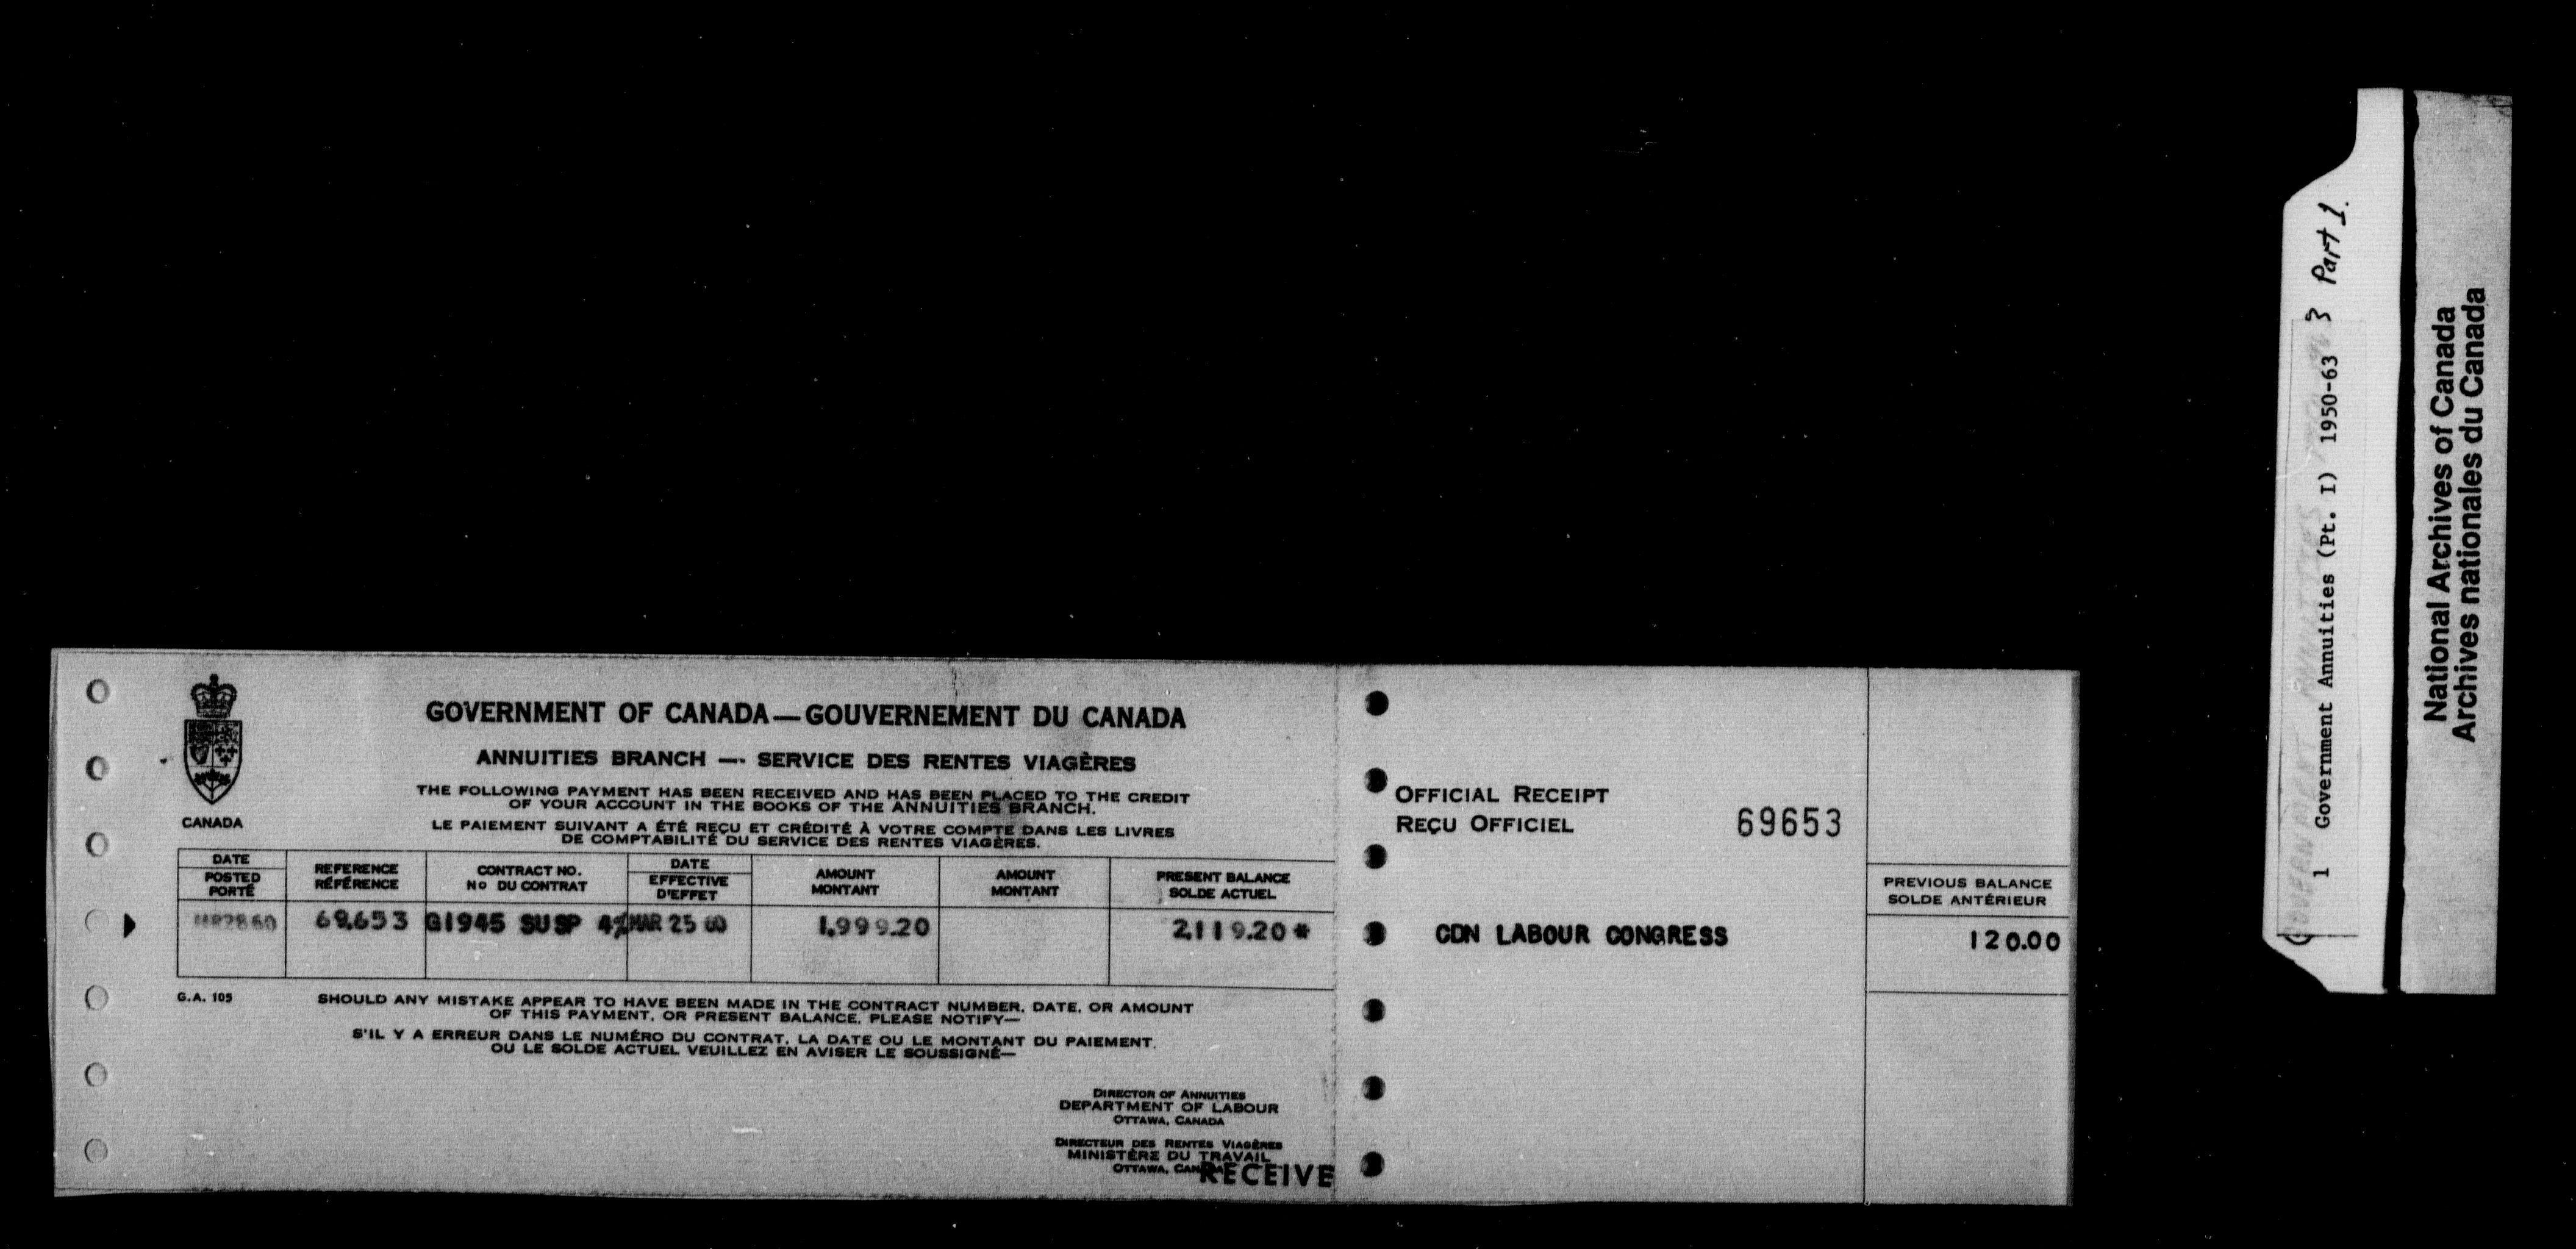 GOVERNMENT OF CANADA — GOUVERNEMENT DU CANADA
ANNUITIES BRANCH — SERVICE DES RENTES VIAGÈRES
THE FOLLOWING PAYMENT HAS BEEN RECEIVED AND HAS BEEN PLACED TO THE CREDIT
OF YOUR ACCOUNT IN THE BOOKS OF THE ANNUITIES BRANCH.
LE PAIEMENT SUIVANT A ÉTÉ REÇU ET CRÉDITÉ À VOTRE COMPTE DANS LES LIVRES
DE COMPTABILITÉ DU SERVICE DES RENTES VIAGÈRES.
CANADA
DATE
POSTED
PORTÉ
REFERENCE
RÉFÉRENCE
CONTRACT NO.
No DU CONTRAT
DATE
EFFECTIVE
D'EFFET
AMOUNT
MONTANT
AMOUNT
MONTANT
PRESENT BALANCE
SOLDE ACTUEL
MR28 60 69,653 G1945 SUSP 4% MAR 25 60 1,999.20 2,119.20 *
G.A. 105
SHOULD ANY MISTAKE APPEAR TO HAVE BEEN MADE IN THE CONTRACT NUMBER, DATE, OR AMOUNT
OF THIS PAYMENT, OR PRESENT BALANCE, PLEASE NOTIFY—
S'IL Y A ERREUR DANS LE NUMÉRO DU CONTRAT, LA DATE OU LE MONTANT DU PAIEMENT,
OU LE SOLDE ACTUEL VEUILLEZ EN AVISER LE SOUSSIGNÉ—
DIRECTOR OF ANNUITIES
DEPARTMENT OF LABOUR
OTTAWA, CANADA
DIRECTEUR DES RENTES VIAGÈRES
MINISTÈRE DU TRAVAIL
OTTAWA, CANADA
RECEIVE
OFFICIAL RECEIPT
REÇU OFFICIEL
69653
CDN LABOUR CONGRESS
PREVIOUS BALANCE
SOLDE ANTÉRIEUR
120.00
1 Government Annuities (Pt. I) 1950-63 3 Part 1.
National Archives of Canada
Archives nationales du Canada